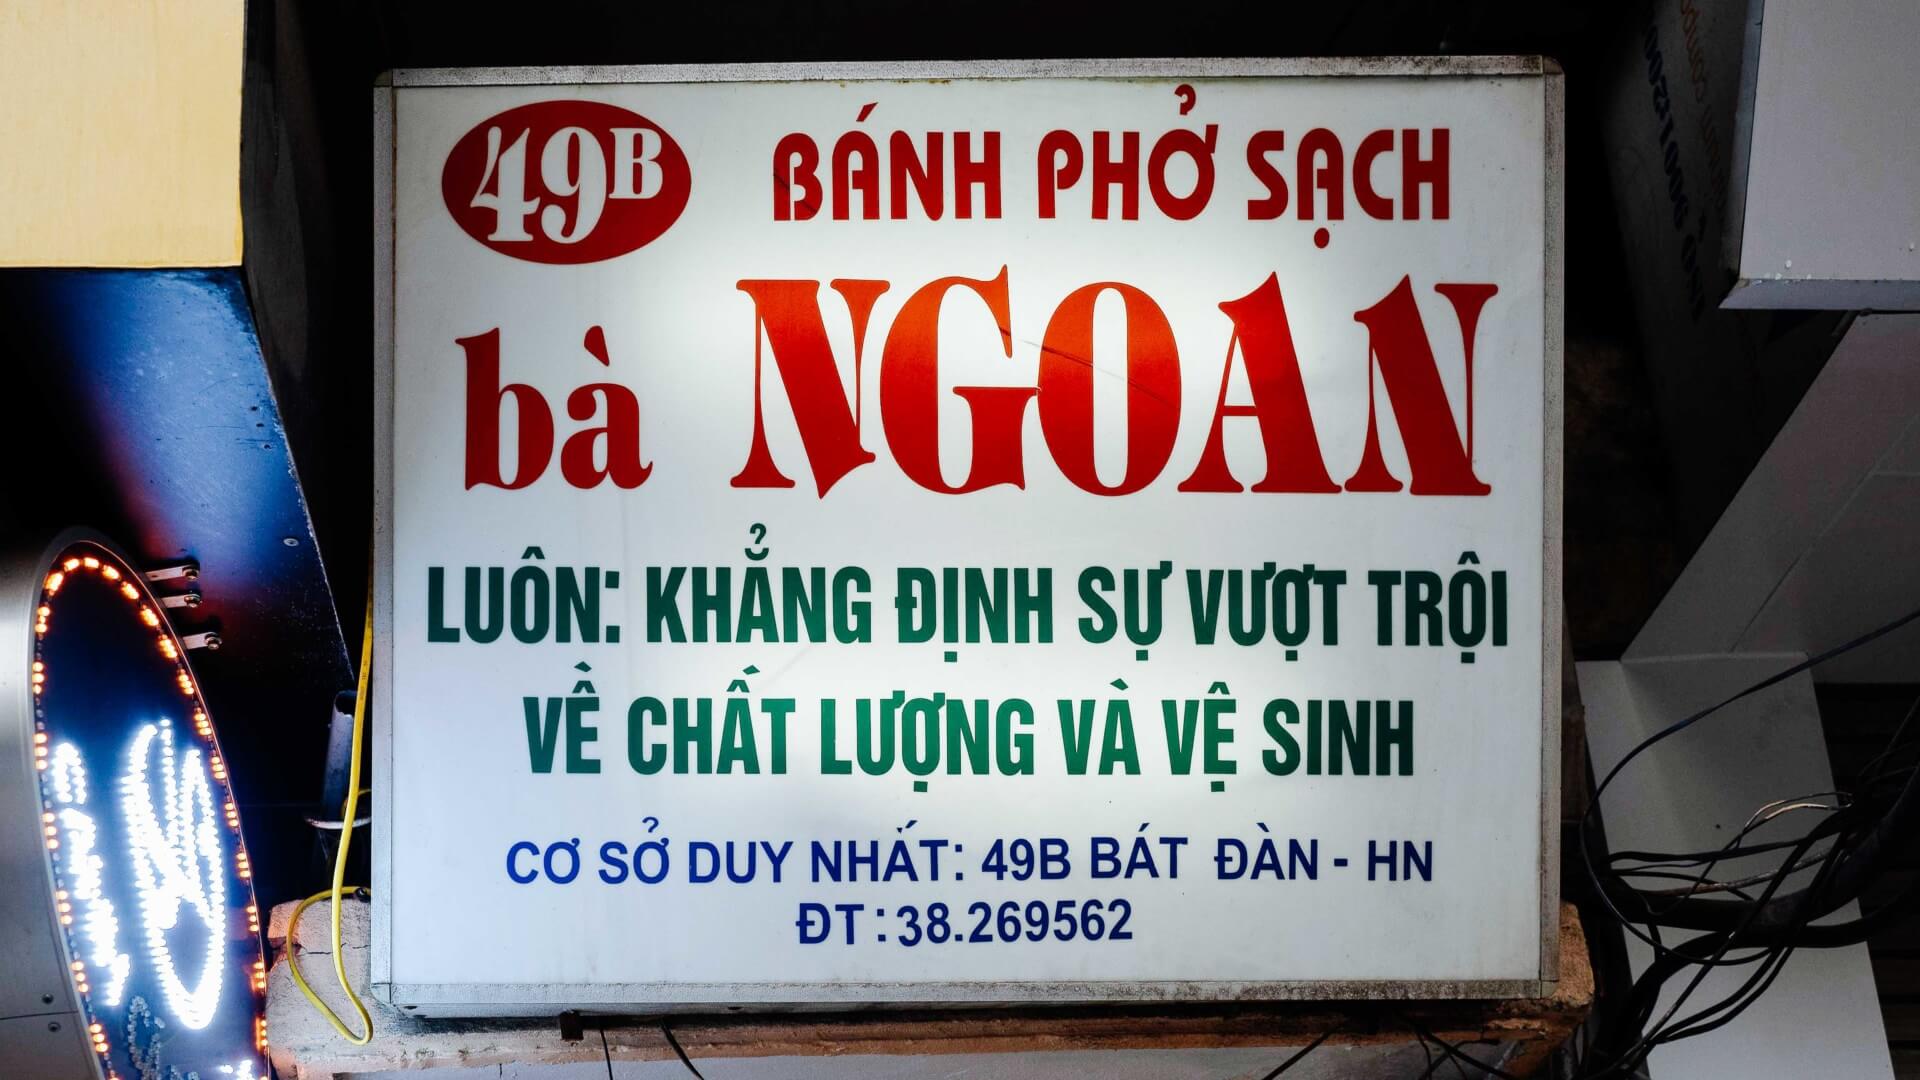 49B BÁNH PHỞ SẠCH
bà NGOAN
LUÔN: KHẲNG ĐỊNH SỰ VƯỢT TRỘI
VỀ CHẤT LƯỢNG VÀ VỆ SINH
CƠ SỞ DUY NHẤT: 49B BÁT ĐÀN - HN
ĐT: 38.269562